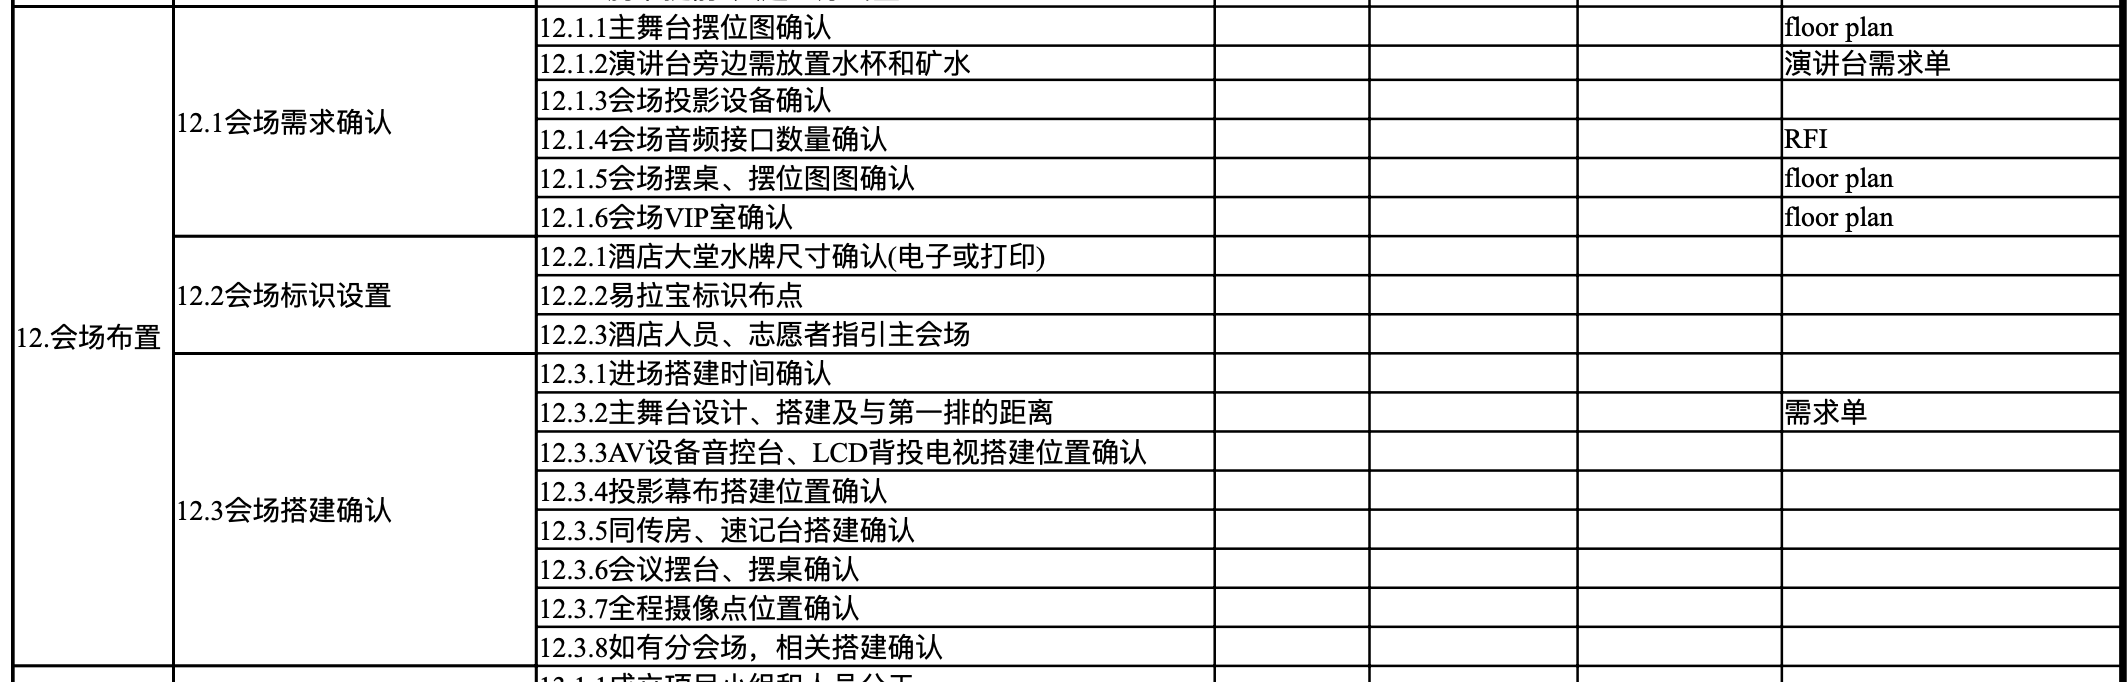 12.1.1主舞台摆位图确认
floor plan
12.1.2演讲台旁边需放置水杯和矿水
演讲台需求单
12.1.3会场投影设备确认
12.1会场需求确认
12.1.4会场音频接口数量确认
RFI
12.1.5会场摆桌、摆位图图确认
floor plan
12.1.6会场VIP室确认
floor plan
12.2.1酒店大堂水牌尺寸确认(电子或打印)
12.2会场标识设置
12.2.2易拉宝标识布点
12.2.3酒店人员、志愿者指引主会场
12.会场布置
12.3.1进场搭建时间确认
12.3.2主舞台设计、搭建及与第一排的距离
需求单
12.3.3AV设备音控台、LCD背投电视搭建位置确认
12.3.4投影幕布搭建位置确认
12.3会场搭建确认
12.3.5同传房、速记台搭建确认
12.3.6会议摆台、摆桌确认
12.3.7全程摄像点位置确认
12.3.8如有分会场，相关搭建确认